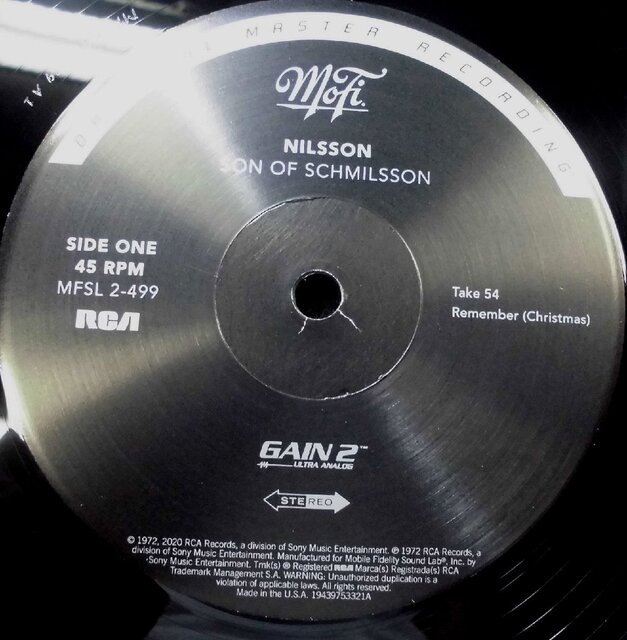 MASTER RECORDING
MoFi.
NILSSON
SON OF SCHMILSSON
SIDE ONE
45 RPM
MFSL 2-499
RCA
Take 54
Remember (Christmas)
GAIN 2™
ULTRA ANALOG
STEREO
© 1972, 2020 RCA Records, a division of Sony Music Entertainment. ℗ 1972 RCA Records, a
division of Sony Music Entertainment. Manufactured for Mobile Fidelity Sound Lab®, Inc. by
Sony Music Entertainment. Tmk(s) ® Registered RCA Marca(s) Registrada(s) RCA
Trademark Management S.A. WARNING: Unauthorized duplication is a
violation of applicable laws. All rights reserved.
Made in the U.S.A. 19439753321A